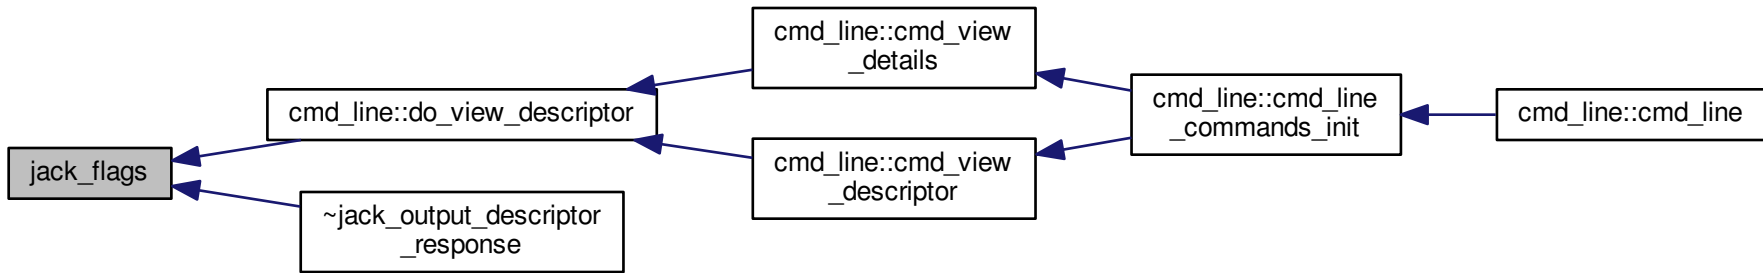 jack_flags
cmd_line::do_view_descriptor
~jack_output_descriptor
_response
cmd_line::cmd_view
_details
cmd_line::cmd_view
_descriptor
cmd_line::cmd_line
_commands_init
cmd_line::cmd_line